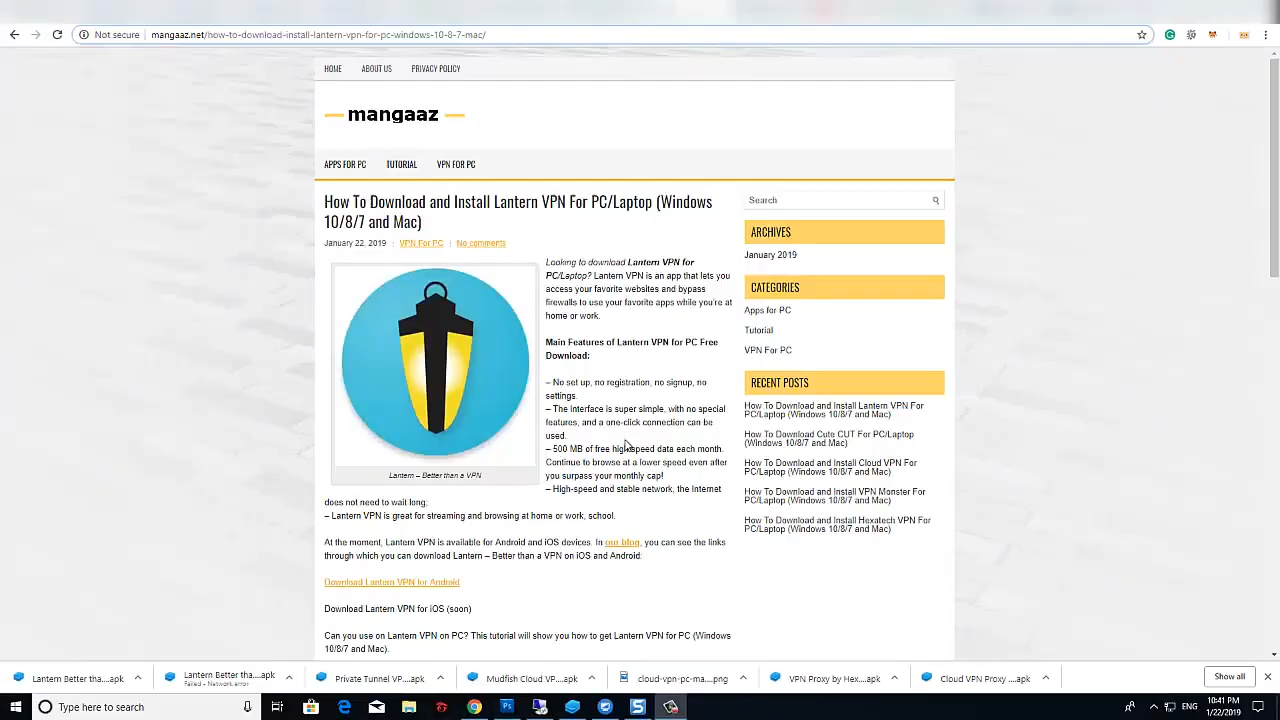 Not secure
mangaaz.net/how-to-download-install-lantern-vpn-for-pc-windows-10-8-7-mac/
HOME
ABOUT US
PRIVACY POLICY
mangaaz
APPS FOR PC
TUTORIAL
VPN FOR PC
How To Download and Install Lantern VPN For PC/Laptop (Windows
10/8/7 and Mac)
January 22, 2019
VPN For PC
No comments
Looking to download Lantern VPN for
PC/Laptop? Lantern VPN is an app that lets you
access your favorite websites and bypass
firewalls to use your favorite apps while you're at
home or work.
Main Features of Lantern VPN for PC Free
Download:
– No set up, no registration, no signup, no
settings.
– The Interface is super simple, with no special
features, and a one-click connection can be
used.
– 500 MB of free high-speed data each month.
Continue to browse at a lower speed even after
you surpass your monthly cap!
– High-speed and stable network, the Internet
does not need to wait long;
– Lantern VPN is great for streaming and browsing at home or work, school.
Lantern – Better than a VPN
At the moment, Lantern VPN is available for Android and iOS devices. In our blog, you can see the links
through which you can download Lantern – Better than a VPN on iOS and Android:
Download Lantern VPN for Android
Download Lantern VPN for iOS (soon)
Can you use on Lantern VPN on PC? This tutorial will show you how to get Lantern VPN for PC (Windows
10/8/7 and Mac).
Search
ARCHIVES
January 2019
CATEGORIES
Apps for PC
Tutorial
VPN For PC
RECENT POSTS
How To Download and Install Lantern VPN For
PC/Laptop (Windows 10/8/7 and Mac)
How To Download Cute CUT For PC/Laptop
(Windows 10/8/7 and Mac)
How To Download and Install Cloud VPN For
PC/Laptop (Windows 10/8/7 and Mac)
How To Download and Install VPN Monster For
PC/Laptop (Windows 10/8/7 and Mac)
How To Download and Install Hexatech VPN For
PC/Laptop (Windows 10/8/7 and Mac)
Lantern Better tha....apk
Lantern Better tha....apk
Failed - Network error
Private Tunnel VP....apk
Mudfish Cloud VP....apk
cloud-vpn-pc-ma....png
VPN Proxy by Hex....apk
Cloud VPN Proxy ....apk
Show all
Type here to search
ENG
10:41 PM
1/22/2019